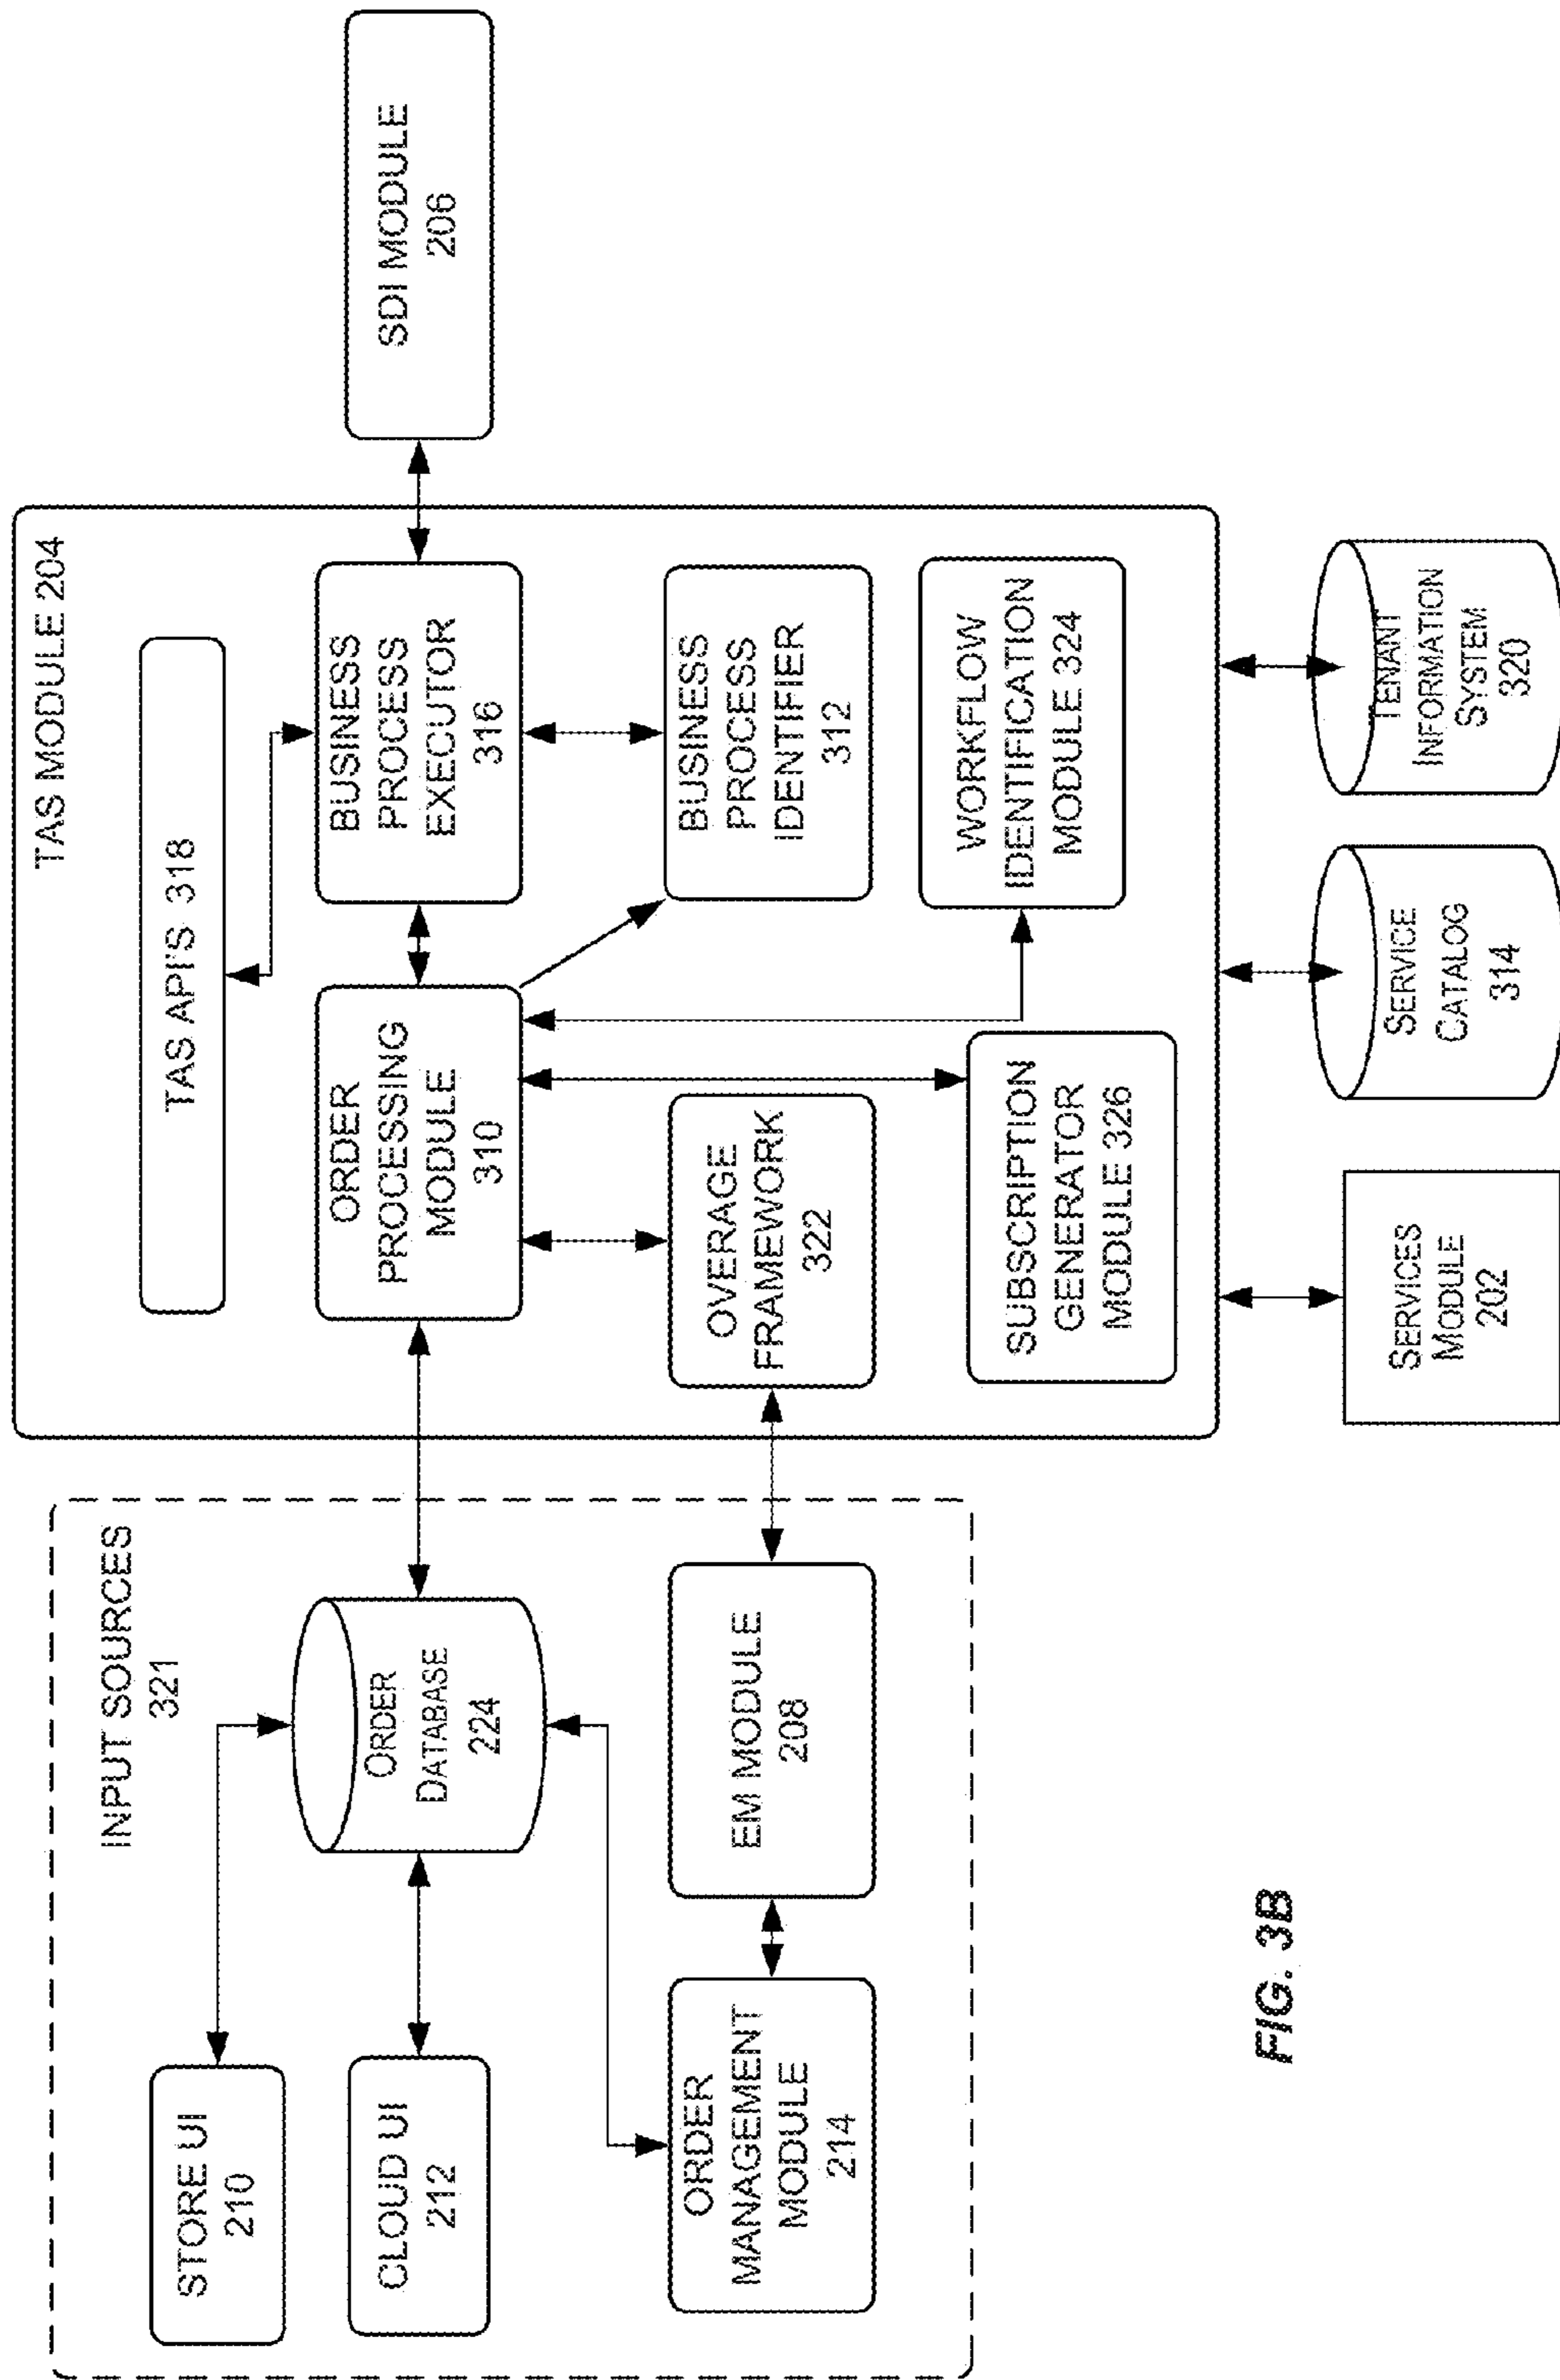 INPUT SOURCES
321
STORE UI
210
CLOUD UI
212
ORDER
DATABASE
224
ORDER
MANAGEMENT
MODULE
214
EM MODULE
208
TAS MODULE 204
TAS API'S 318
ORDER
PROCESSING
MODULE
310
BUSINESS
PROCESS
EXECUTOR
316
OVERAGE
FRAMEWORK
322
BUSINESS
PROCESS
IDENTIFIER
312
SUBSCRIPTION
GENERATOR
MODULE 326
WORKFLOW
IDENTIFICATION
MODULE 324
SDI MODULE
206
SERVICES
MODULE
202
SERVICE
CATALOG
314
TENANT
INFORMATION
SYSTEM
320
FIG. 3B